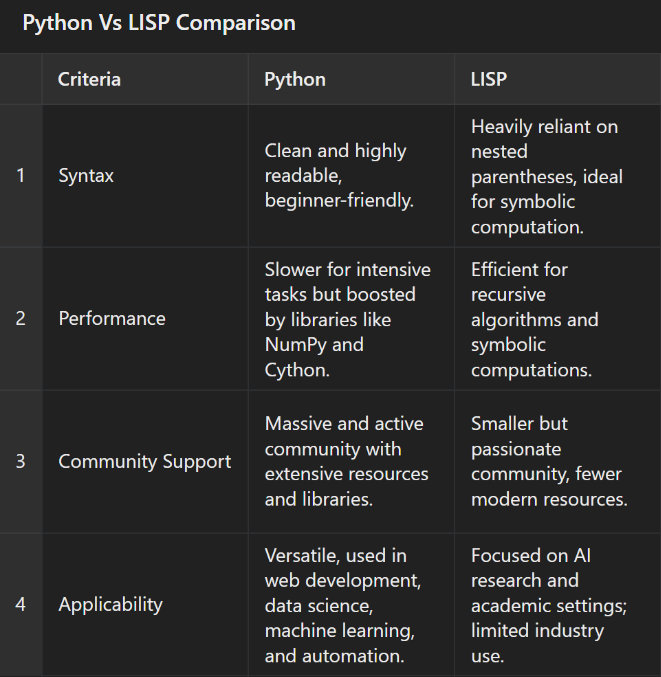 Python Vs LISP Comparison
Criteria
Python
LISP
1
Syntax
Clean and highly
readable,
beginner-friendly.
Heavily reliant on
nested
parentheses, ideal
for symbolic
computation.
2
Performance
Slower for intensive
tasks but boosted
by libraries like
NumPy and
Cython.
Efficient for
recursive
algorithms and
symbolic
computations.
3
Community Support
Massive and active
community with
extensive resources
and libraries.
Smaller but
passionate
community, fewer
modern resources.
4
Applicability
Versatile, used in
web development,
data science,
machine learning,
and automation.
Focused on AI
research and
academic settings;
limited industry
use.